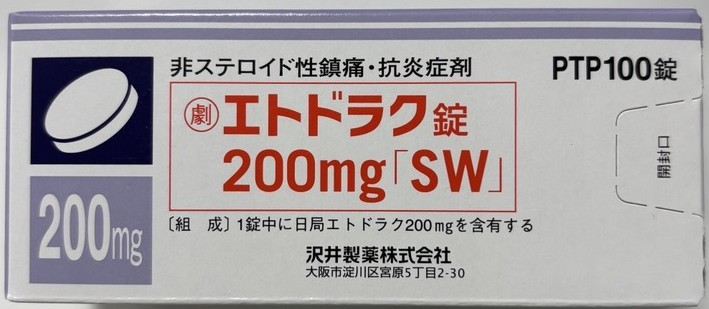 非ステロイド性鎮痛・抗炎症剤
PTP100錠
劇 エトドラク錠
200mg「SW」
200mg
〔組 成〕1錠中に日局エトドラク200mgを含有する
沢井製薬株式会社
大阪市淀川区宮原5丁目2-30
開封口